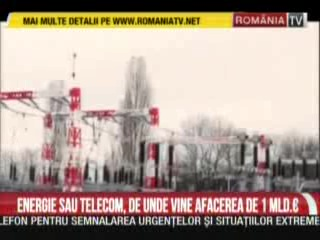 MAI MULTE DETALII PE WWW.ROMANIATV.NET
ROMÂNIA TV
ENERGIE SAU TELECOM, DE UNDE VINE AFACEREA DE 1 MLD.€
ELEFON PENTRU SEMNALAREA URGENȚELOR ȘI SITUAȚIILOR EXTREME